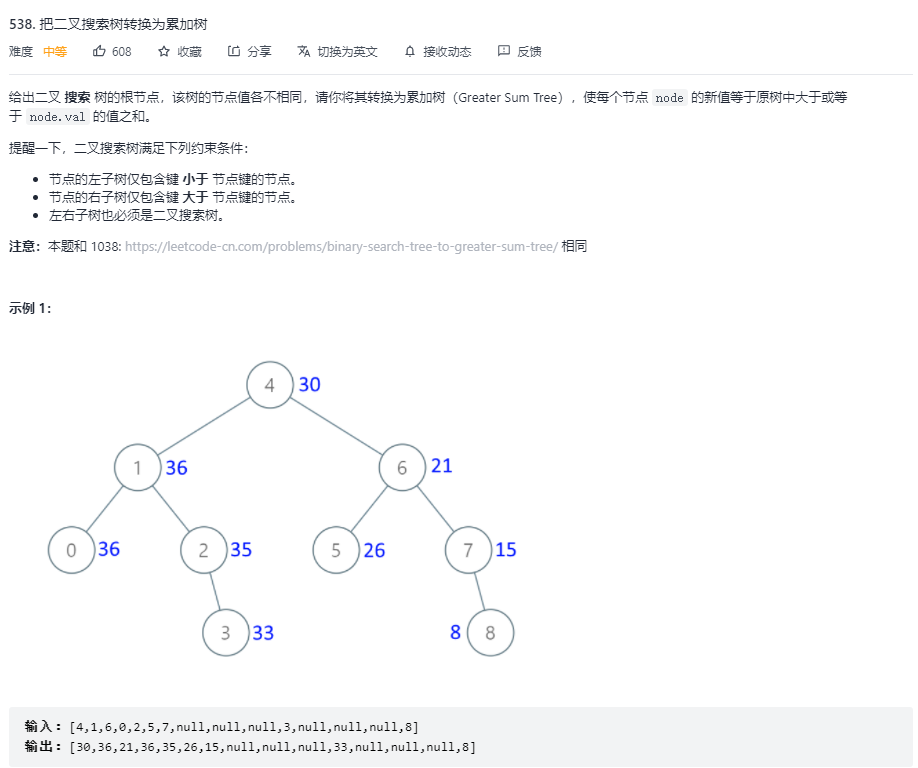 538. 把二叉搜索树转换为累加树
难度 中等 608 收藏 分享 切换为英文 接收动态 反馈
给出二叉 搜索 树的根节点，该树的节点值各不相同，请你将其转换为累加树（Greater Sum Tree），使每个节点 node 的新值等于原树中大于或等
于 node.val 的值之和。
提醒一下，二叉搜索树满足下列约束条件：
• 节点的左子树仅包含键 小于 节点键的节点。
• 节点的右子树仅包含键 大于 节点键的节点。
• 左右子树也必须是二叉搜索树。
注意：本题和 1038: https://leetcode-cn.com/problems/binary-search-tree-to-greater-sum-tree/ 相同
示例 1：
4 30
1 36 6 21
0 36 2 35 5 26 7 15
3 33 8 8
输入：[4,1,6,0,2,5,7,null,null,null,3,null,null,null,8]
输出：[30,36,21,36,35,26,15,null,null,null,33,null,null,null,8]